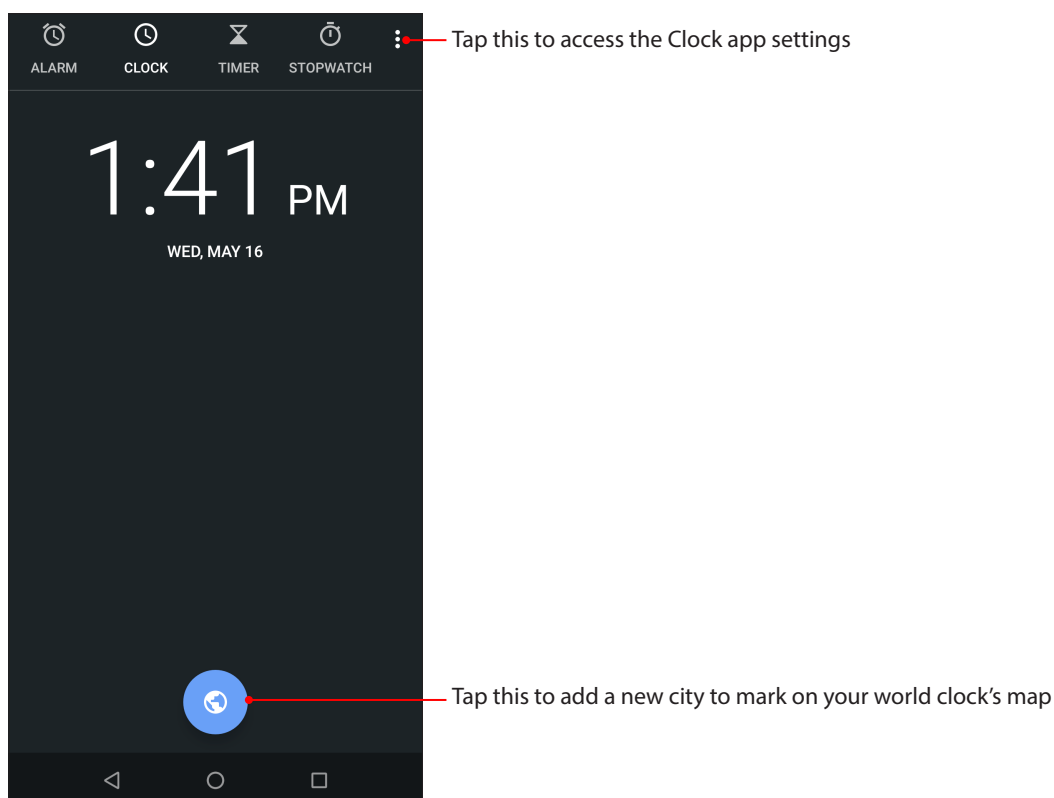 ALARM CLOCK TIMER STOPWATCH
Tap this to access the Clock app settings
1:41 PM
WED, MAY 16
Tap this to add a new city to mark on your world clock’s map